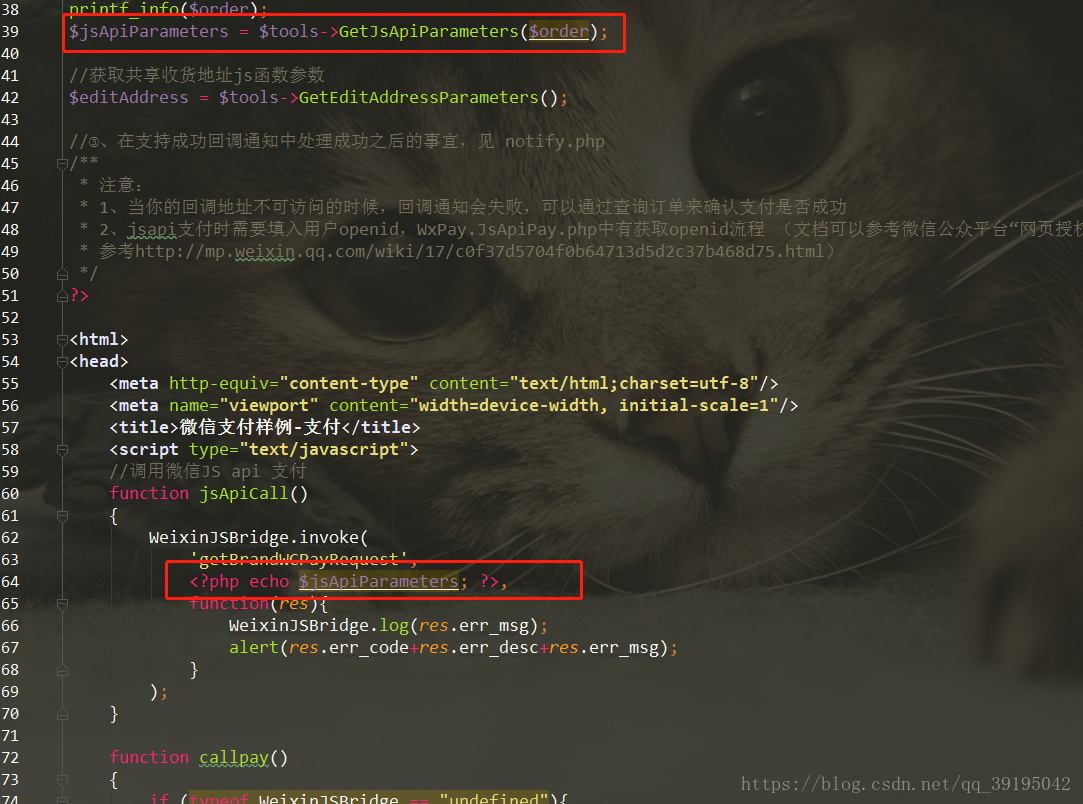 38 printf_info($order);
39 $jsApiParameters = $tools->GetJsApiParameters($order);
40
41 //获取共享收货地址js函数参数
42 $editAddress = $tools->GetEditAddressParameters();
43
44 //③、在支持成功回调通知中处理成功之后的事宜，见 notify.php
45 /**
46 * 注意：
47 * 1、当你的回调地址不可访问的时候，回调通知会失败，可以通过查询订单来确认支付是否成功
48 * 2、jsapi支付时需要填入用户openid，WxPay.JsApiPay.php中有获取openid流程 （文档可以参考微信公众平台“网页授权
49 * 参考http://mp.weixin.qq.com/wiki/17/c0f37d5704f0b64713d5d2c37b468d75.html）
50 */
51 ?>
52
53 <html>
54 <head>
55 <meta http-equiv="content-type" content="text/html;charset=utf-8"/>
56 <meta name="viewport" content="width=device-width, initial-scale=1"/>
57 <title>微信支付样例-支付</title>
58 <script type="text/javascript">
59 //调用微信JS api 支付
60 function jsApiCall()
61 {
62 WeixinJSBridge.invoke(
63 'getBrandWCPayRequest',
64 <?php echo $jsApiParameters; ?>,
65 function(res){
66 WeixinJSBridge.log(res.err_msg);
67 alert(res.err_code+res.err_desc+res.err_msg);
68 }
69 );
70 }
71
72 function callpay()
73 {
74 if (typeof WeixinJSBridge == "undefined"){
https://blog.csdn.net/qq_39195042